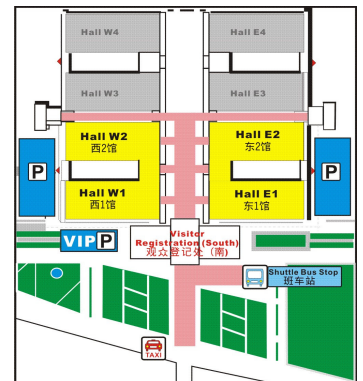 Hall W4
Hall E4
Hall W3
Hall E3
Hall W2
西2馆
Hall E2
东2馆
P
P
Hall W1
西1馆
Hall E1
东1馆
VIP P
Visitor
Registration (South)
观众登记处（南）
Shuttle Bus Stop
班车站
TAXI